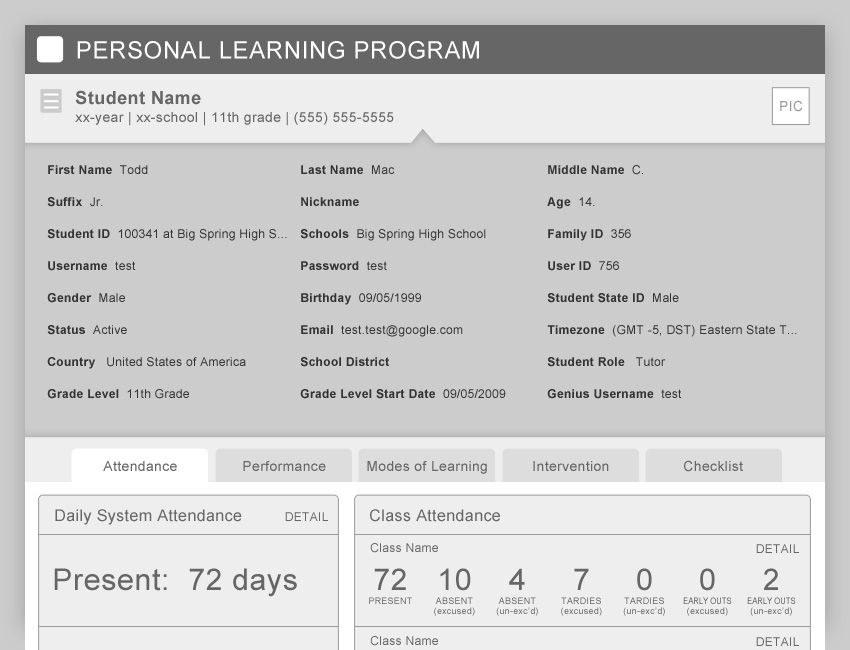 PERSONAL LEARNING PROGRAM
Student Name
xx-year | xx-school | 11th grade | (555) 555-5555
PIC
First Name Todd Last Name Mac Middle Name C.
Suffix Jr. Nickname Age 14.
Student ID 100341 at Big Spring High S... Schools Big Spring High School Family ID 356
Username test Password test User ID 756
Gender Male Birthday 09/05/1999 Student State ID Male
Status Active Email test.test@google.com Timezone (GMT -5, DST) Eastern State T...
Country United States of America School District Student Role Tutor
Grade Level 11th Grade Grade Level Start Date 09/05/2009 Genius Username test
Attendance Performance Modes of Learning Intervention Checklist
Daily System Attendance DETAIL
Present: 72 days
Class Attendance
Class Name DETAIL
72 10 4 7 0 0 2
PRESENT ABSENT ABSENT TARDIES TARDIES EARLY OUTS EARLY OUTS
(excused) (un-exc'd) (excused) (un-exc'd) (excused) (un-exc'd)
Class Name DETAIL